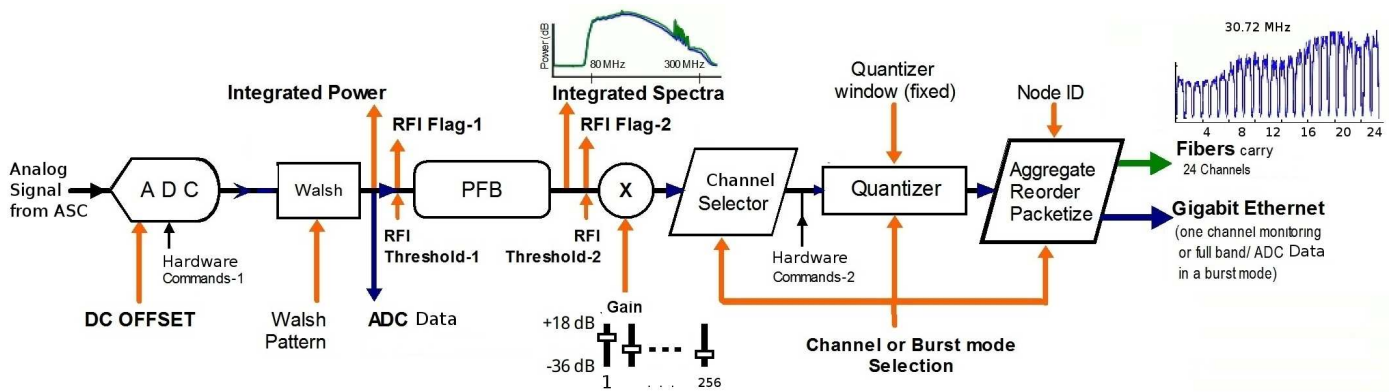 Power (dB
80 MHz
300 MHz
30.72 MHz
4 8 12 16 20 24
Integrated Power
Integrated Spectra
Quantizer
window (fixed)
Node ID
RFI Flag-1
RFI Flag-2
Analog
Signal
from ASC
A D C
Walsh
PFB
X
Channel
Selector
Quantizer
Aggregate
Reorder
Packetize
Fibers carry
24 Channels
Gigabit Ethernet
(one channel monitoring
or full band/ ADC Data
in a burst mode)
Hardware
Commands-1
RFI
Threshold-1
RFI
Threshold-2
Hardware
Commands-2
DC OFFSET
Walsh
Pattern
ADC Data
Gain
+18 dB
-36 dB
1 . . . 256
Channel or Burst mode
Selection